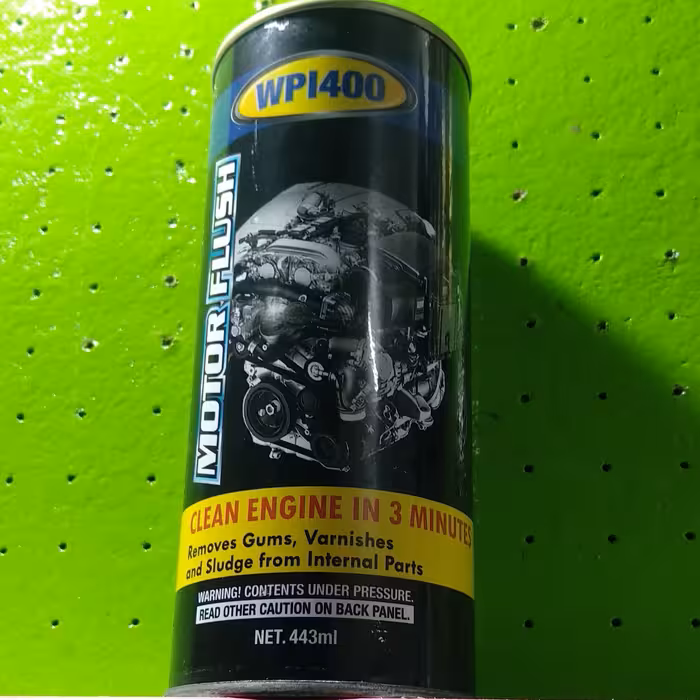 WPI400
MOTOR FLUSH
CLEAN ENGINE IN 3 MINUTES
Removes Gums, Varnishes
and Sludge from Internal Parts
WARNING! CONTENTS UNDER PRESSURE.
READ OTHER CAUTION ON BACK PANEL.
NET. 443ml